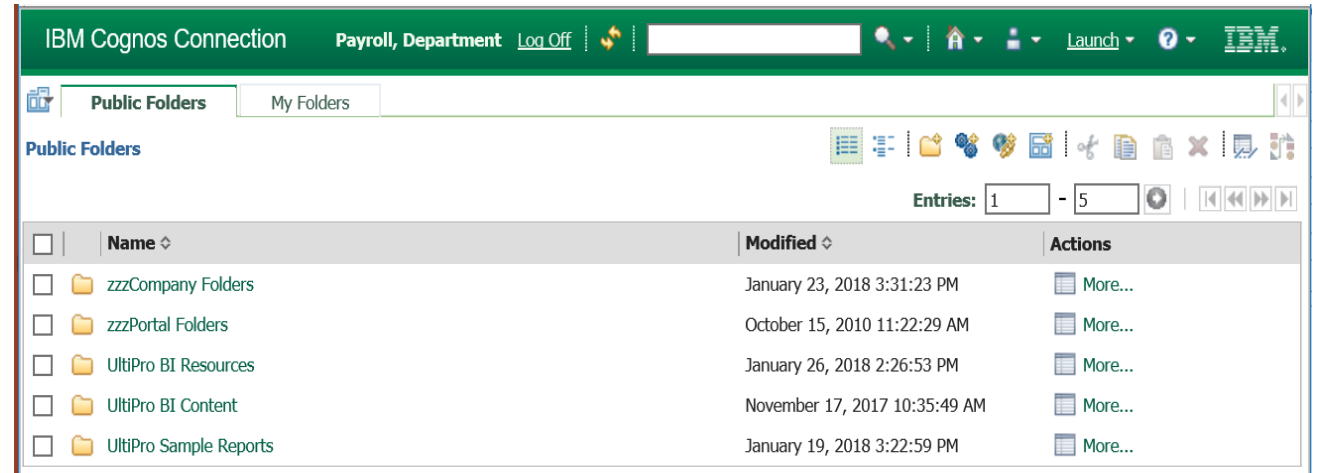 IBM Cognos Connection Payroll, Department Log Off Launch IBM.
Public Folders My Folders
Public Folders
Entries: 1 - 5
Name Modified Actions
zzzCompany Folders January 23, 2018 3:31:23 PM More...
zzzPortal Folders October 15, 2010 11:22:29 AM More...
UltiPro BI Resources January 26, 2018 2:26:53 PM More...
UltiPro BI Content November 17, 2017 10:35:49 AM More...
UltiPro Sample Reports January 19, 2018 3:22:59 PM More...